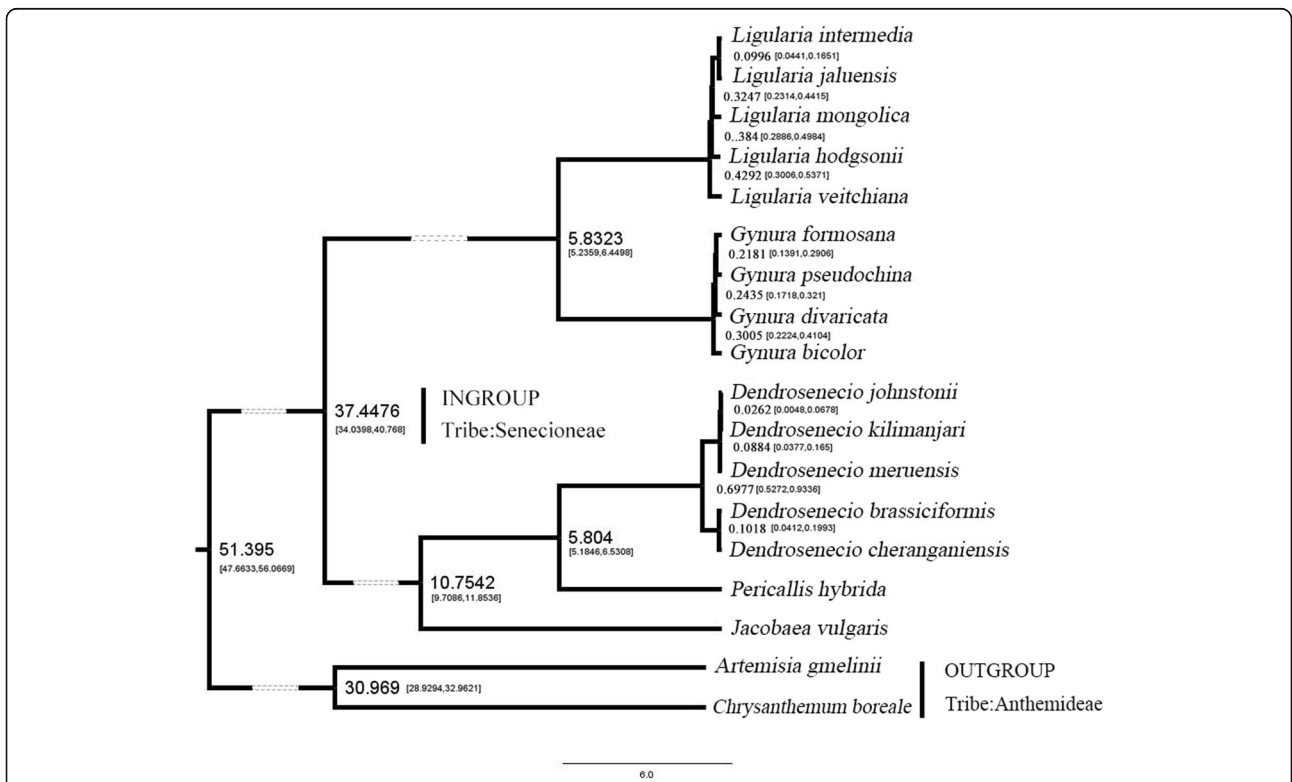 Ligularia intermedia
0.0996 [0.0441,0.1651]
Ligularia jaluensis
0.3247 [0.2314,0.4415]
Ligularia mongolica
0..384 [0.2886,0.4984]
Ligularia hodgsonii
0.4292 [0.3006,0.5371]
Ligularia veitchiana
5.8323
[5.2359,6.4498]
Gynura formosana
0.2181 [0.1391,0.2906]
Gynura pseudochina
0.2435 [0.1718,0.321]
Gynura divaricata
0.3005 [0.2224,0.4104]
Gynura bicolor
37.4476
[34.0398,40.768]
INGROUP
Tribe:Senecioneae
Dendrosenecio johnstonii
0.0262 [0.0048,0.0678]
Dendrosenecio kilimanjari
0.0884 [0.0377,0.165]
Dendrosenecio meruensis
0.6977 [0.5272,0.9336]
Dendrosenecio brassiciformis
0.1018 [0.0412,0.1993]
Dendrosenecio cheranganiensis
5.804
[5.1846,6.5308]
51.395
[47.6633,56.0669]
10.7542
[9.7086,11.8536]
Pericallis hybrida
Jacobaea vulgaris
Artemisia gmelinii
30.969 [28.9294,32.9621]
Chrysanthemum boreale
OUTGROUP
Tribe:Anthemideae
6.0